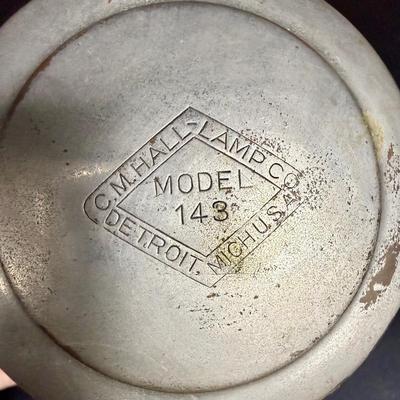 C.M. HALL-LAMP CO.
MODEL
143
DETROIT, MICH.U.S.A.